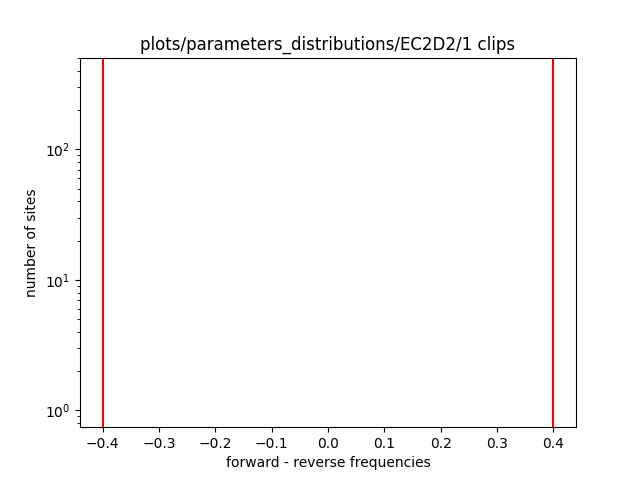 plots/parameters_distributions/EC2D2/1 clips
number of sites
10²
10¹
10⁰
−0.4 −0.3 −0.2 −0.1 0.0 0.1 0.2 0.3 0.4
forward - reverse frequencies